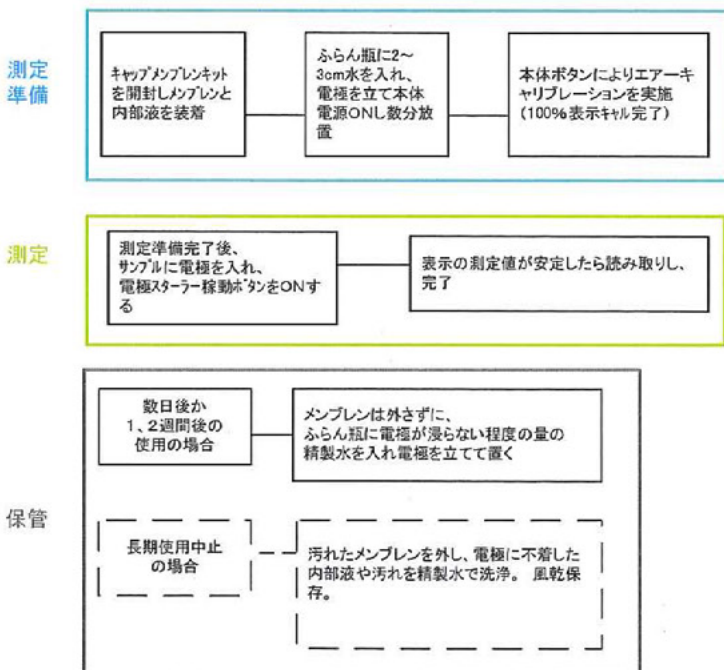 測定
準備
キャップメンブレンキット
を開封しメンブレンと
内部液を装着
ふらん瓶に2～
3cm水を入れ、
電極を立て本体
電源ONし数分放
置
本体ボタンによりエアーキ
ャリブレーションを実施
(100%表示キャル完了)
測定
測定準備完了後、
サンプルに電極を入れ、
電極スターラー稼動ボタンをONす
る
表示の測定値が安定したら読み取りし、
完了
保管
数日後か
1、2週間後の
使用の場合
メンブレンは外さずに、
ふらん瓶に電極が浸らない程度の量の
精製水を入れ電極を立てて置く
長期使用中止
の場合
汚れたメンブレンを外し、電極に不着した
内部液や汚れを精製水で洗浄。 風乾保
存。